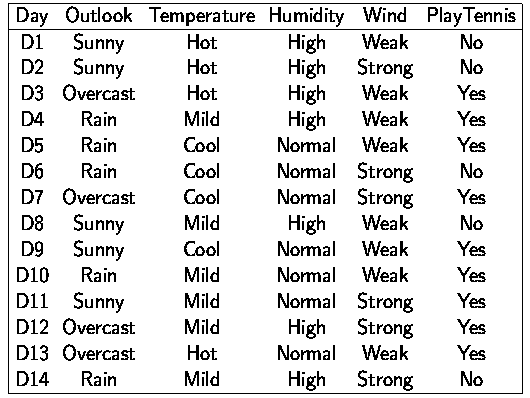 Day Outlook Temperature Humidity Wind PlayTennis
D1 Sunny Hot High Weak No
D2 Sunny Hot High Strong No
D3 Overcast Hot High Weak Yes
D4 Rain Mild High Weak Yes
D5 Rain Cool Normal Weak Yes
D6 Rain Cool Normal Strong No
D7 Overcast Cool Normal Strong Yes
D8 Sunny Mild High Weak No
D9 Sunny Cool Normal Weak Yes
D10 Rain Mild Normal Weak Yes
D11 Sunny Mild Normal Strong Yes
D12 Overcast Mild High Strong Yes
D13 Overcast Hot Normal Weak Yes
D14 Rain Mild High Strong No